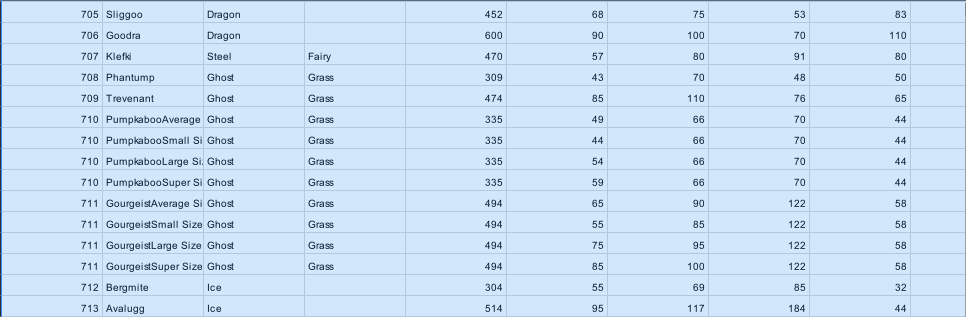 705 Sliggoo Dragon 452 68 75 53 83
706 Goodra Dragon 600 90 100 70 110
707 Klefki Steel Fairy 470 57 80 91 80
708 Phantump Ghost Grass 309 43 70 48 50
709 Trevenant Ghost Grass 474 85 110 76 65
710 PumpkabooAverage Ghost Grass 335 49 66 70 44
710 PumpkabooSmall Si Ghost Grass 335 44 66 70 44
710 PumpkabooLarge Si Ghost Grass 335 54 66 70 44
710 PumpkabooSuper Si Ghost Grass 335 59 66 70 44
711 GourgeistAverage Si Ghost Grass 494 65 90 122 58
711 GourgeistSmall Size Ghost Grass 494 55 85 122 58
711 GourgeistLarge Size Ghost Grass 494 75 95 122 58
711 GourgeistSuper Size Ghost Grass 494 85 100 122 58
712 Bergmite Ice 304 55 69 85 32
713 Avalugg Ice 514 95 117 184 44